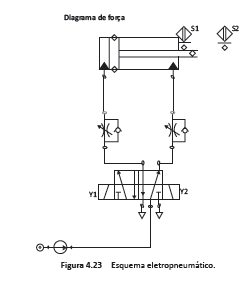 Diagrama de força
S1
S2
Y1
Y2
Figura 4.23 Esquema eletropneumático.